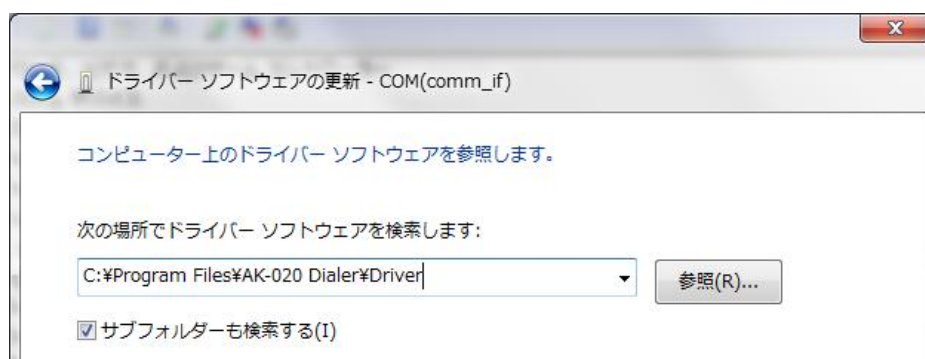 ドライバー ソフトウェアの更新 - COM(comm_if)
コンピューター上のドライバー ソフトウェアを参照します。
次の場所でドライバー ソフトウェアを検索します:
C:¥Program Files¥AK-020 Dialer¥Driver
参照(R)...
サブフォルダーも検索する(I)